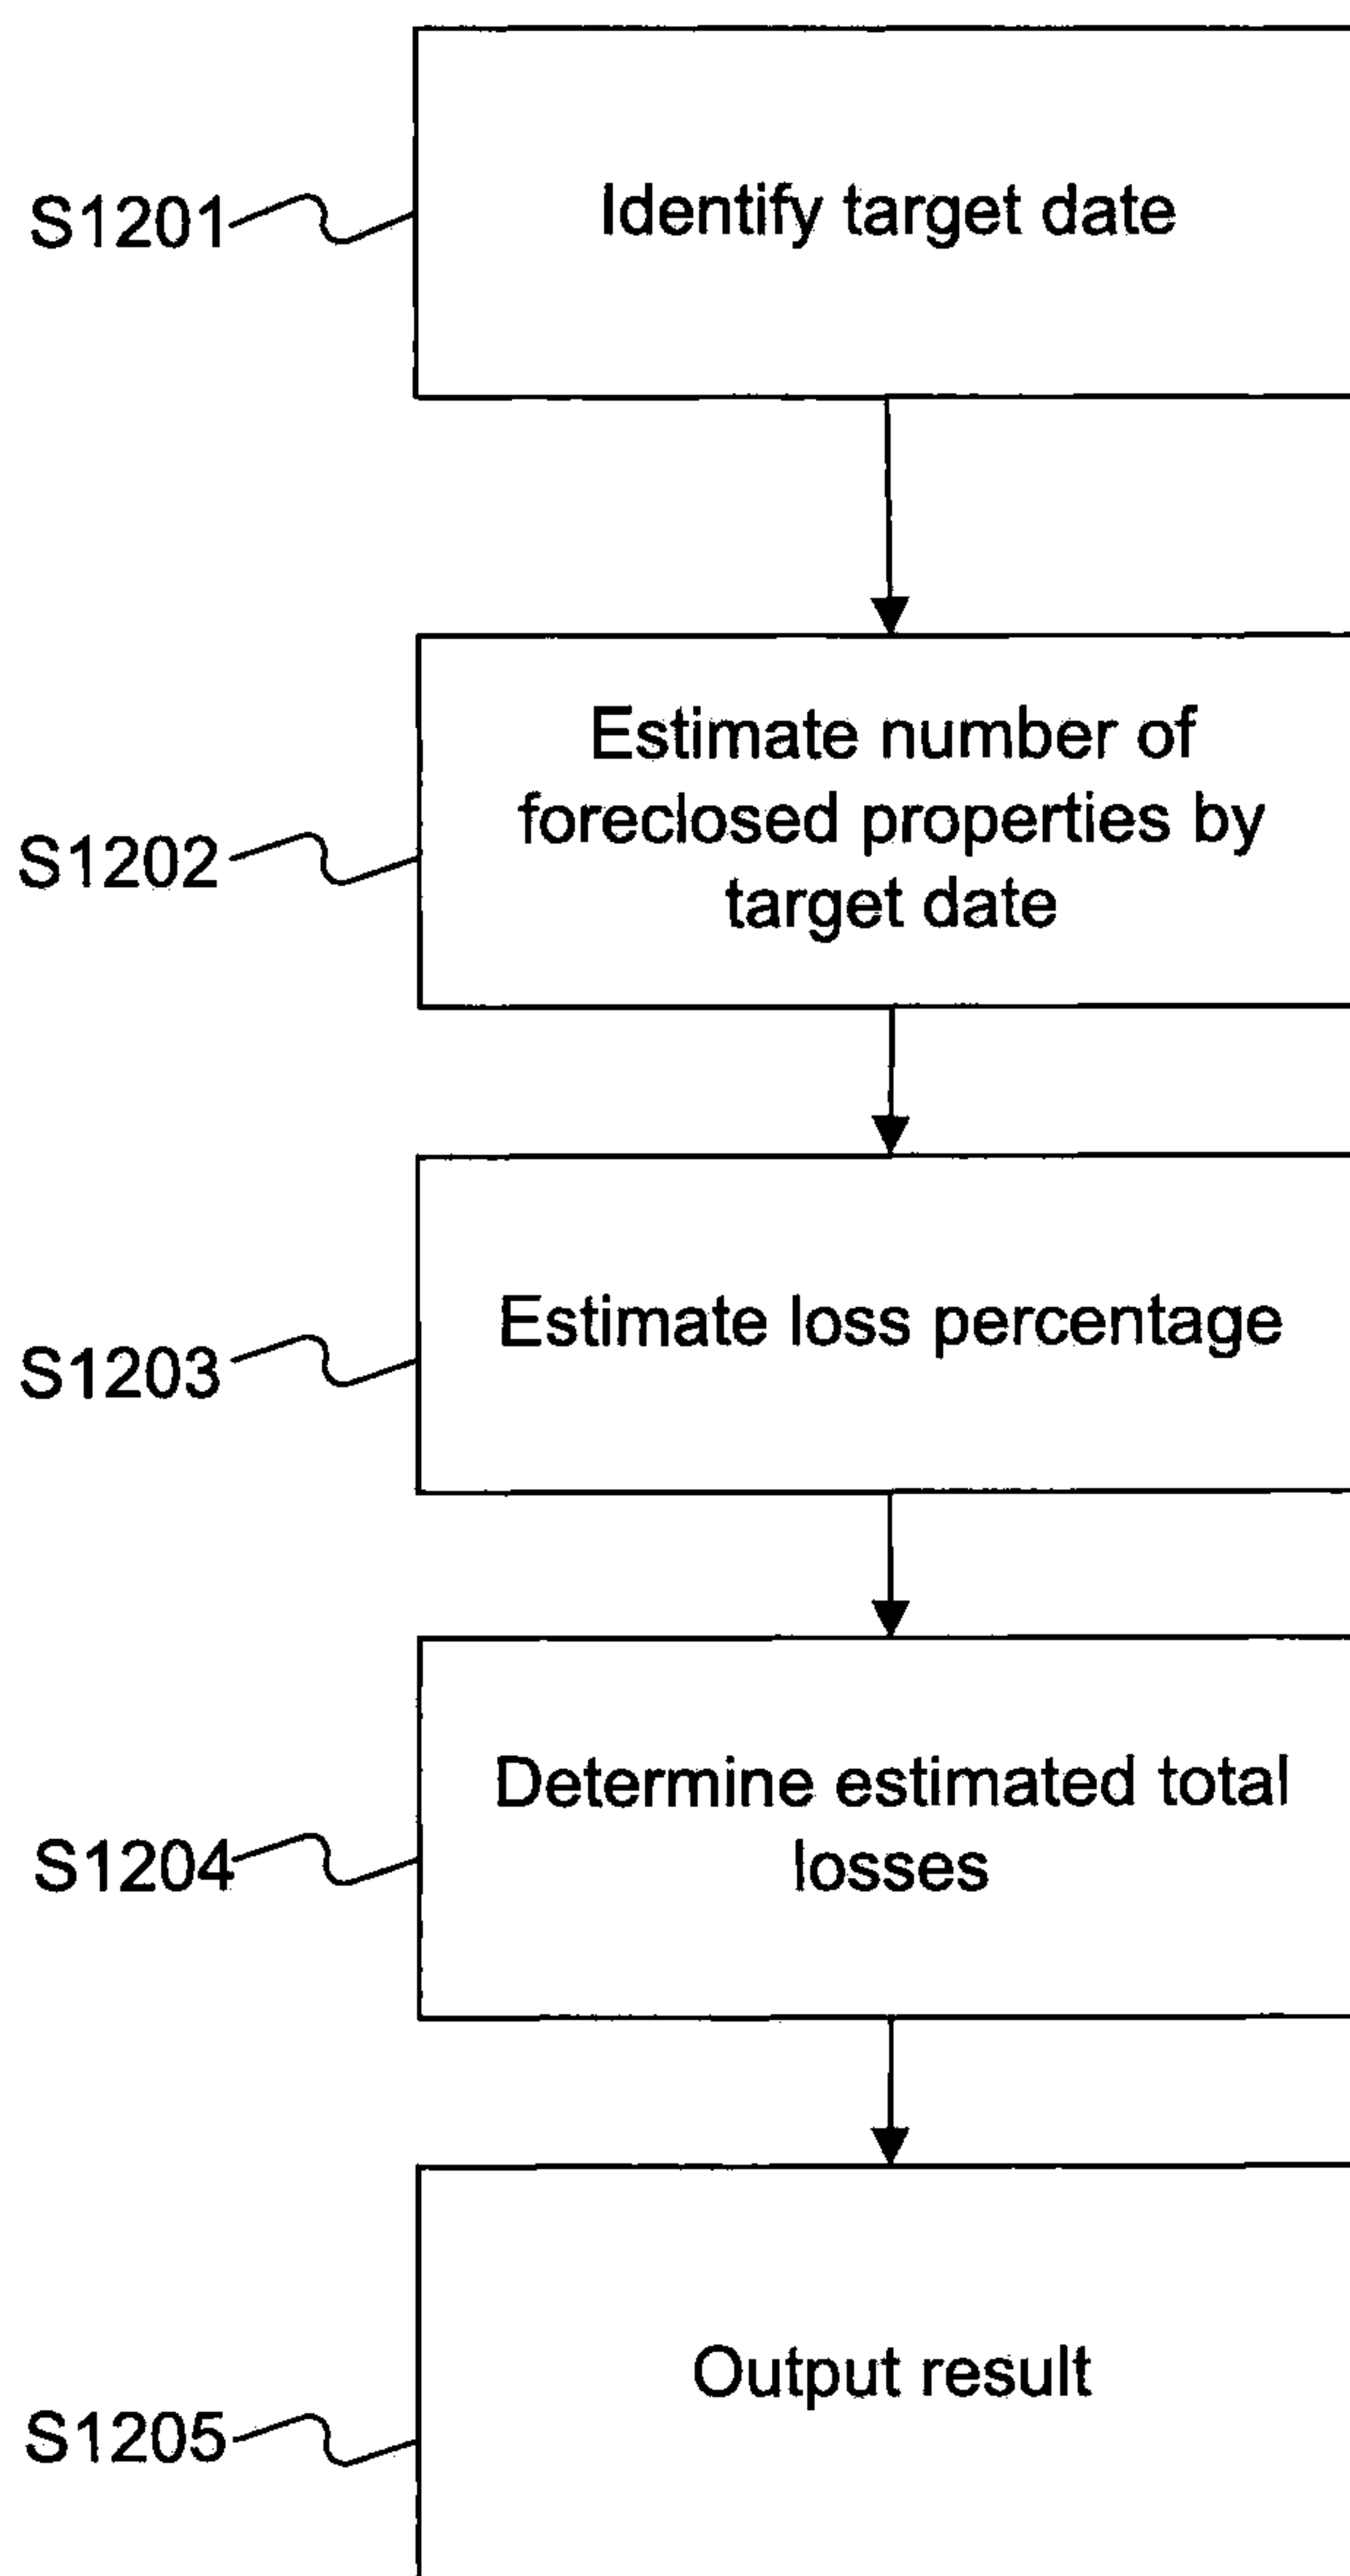 S1201
Identify target date
S1202
Estimate number of
foreclosed properties by
target date
S1203
Estimate loss percentage
S1204
Determine estimated total
losses
S1205
Output result